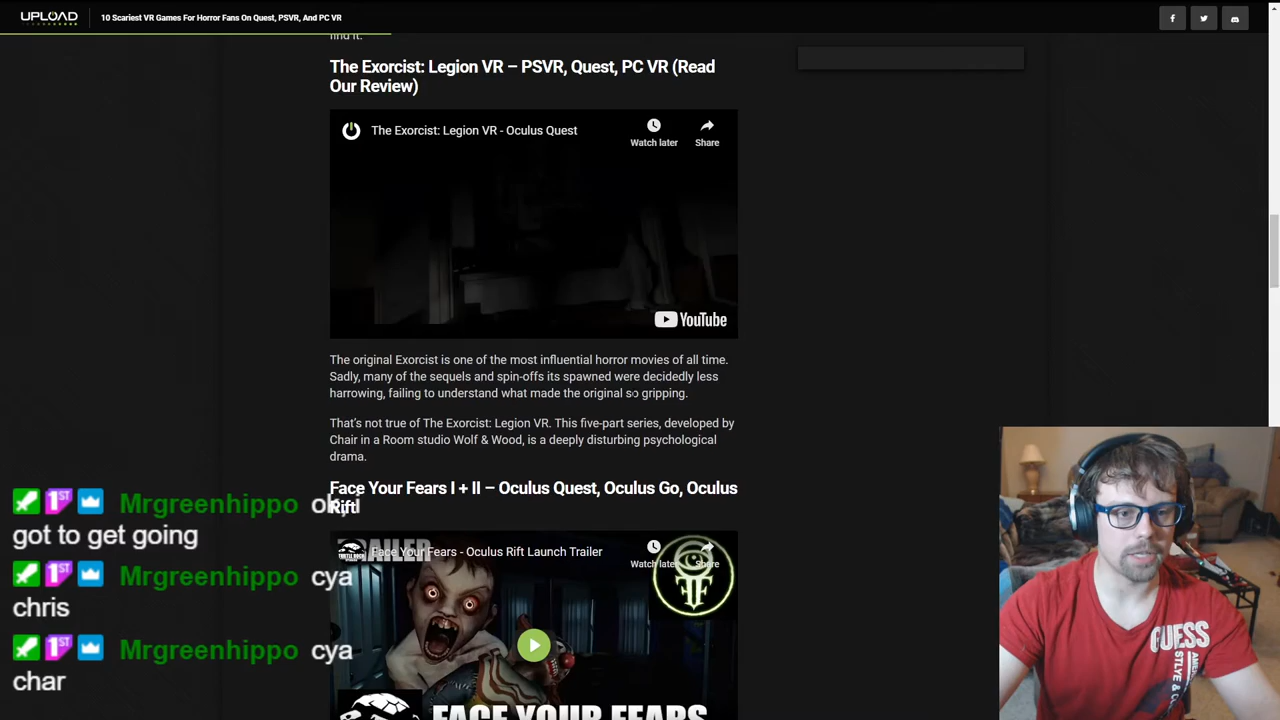 UPLOAD
10 Scariest VR Games For Horror Fans On Quest, PSVR, And PC VR
find it.
The Exorcist: Legion VR – PSVR, Quest, PC VR (Read
Our Review)
The Exorcist: Legion VR - Oculus Quest
Watch later
Share
YouTube
The original Exorcist is one of the most influential horror movies of all time.
Sadly, many of the sequels and spin-offs its spawned were decidedly less
harrowing, failing to understand what made the original so gripping.
That's not true of The Exorcist: Legion VR. This five-part series, developed by
Chair in a Room studio Wolf & Wood, is a deeply disturbing psychological
drama.
Face Your Fears I + II – Oculus Quest, Oculus Go, Oculus
Rift
TRAILER
Face Your Fears - Oculus Rift Launch Trailer
Watch later
Share
FACE YOUR FEARS
Mrgreenhippo
got to get going
Mrgreenhippo cya
chris
Mrgreenhippo cya
char
1ST
1ST
1ST
GUESS